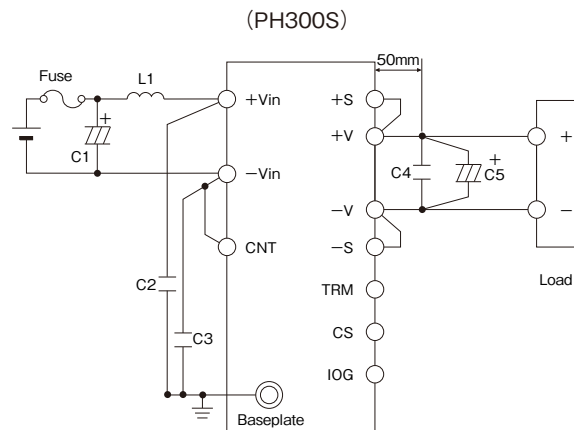 (PH300S)
50mm
Fuse
L1
+Vin
+S
+
C1
+V
+
−Vin
C4
+
C5
−V
−
CNT
−S
Load
C2
TRM
C3
CS
IOG
Baseplate